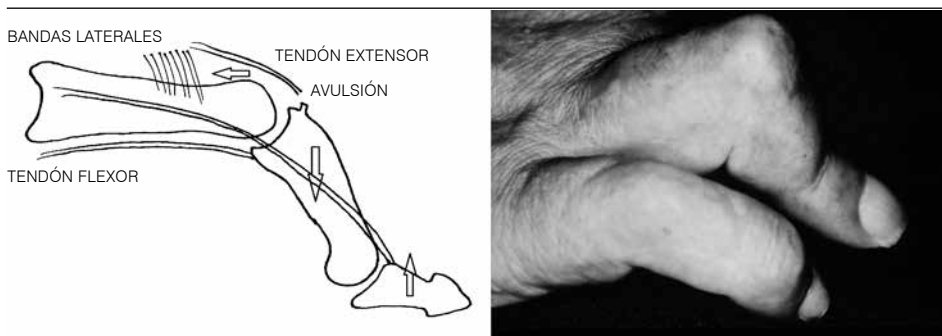 BANDAS LATERALES
TENDÓN EXTENSOR
AVULSIÓN
TENDÓN FLEXOR